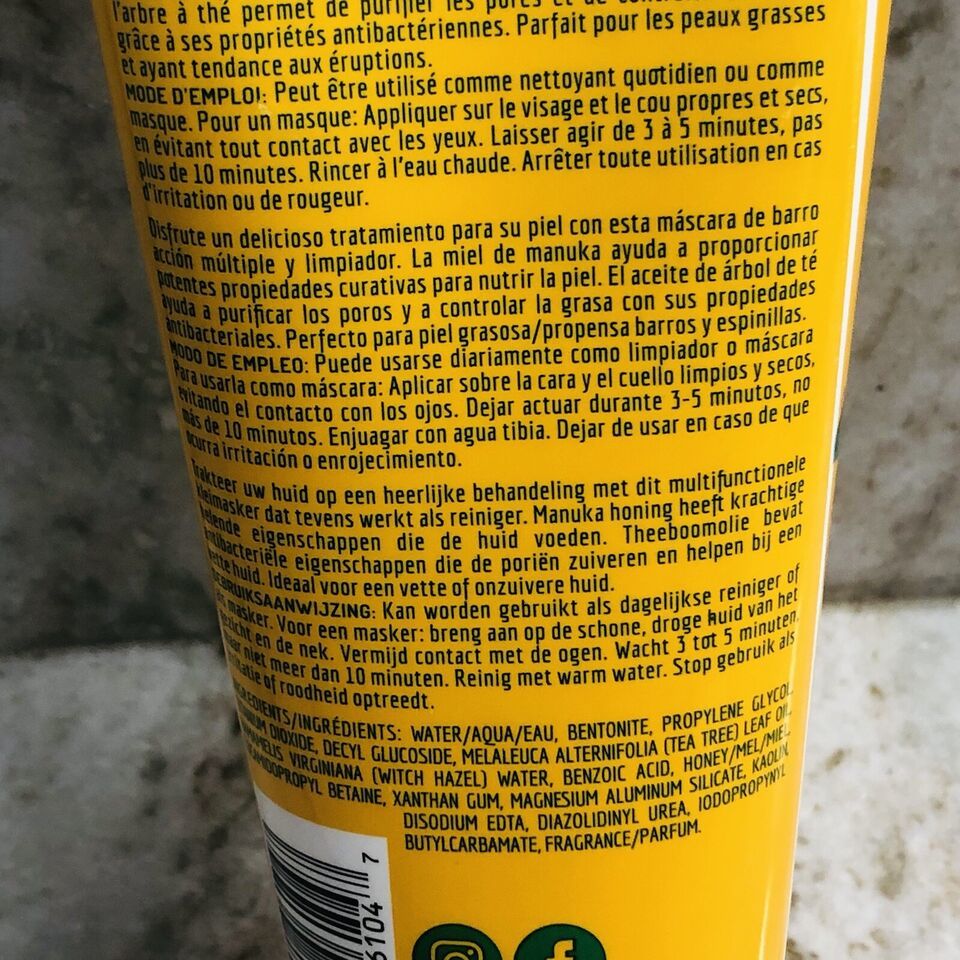 l'arbre à thé permet de purifier les pores et de
grâce à ses propriétés antibactériennes. Parfait pour les peaux grasses
et ayant tendance aux éruptions.
MODE D'EMPLOI: Peut être utilisé comme nettoyant quotidien ou comme
masque. Pour un masque: Appliquer sur le visage et le cou propres et secs,
en évitant tout contact avec les yeux. Laisser agir de 3 à 5 minutes, pas
plus de 10 minutes. Rincer à l'eau chaude. Arrêter toute utilisation en cas
d'irritation ou de rougeur.
Disfrute un delicioso tratamiento para su piel con esta máscara de barro
acción múltiple y limpiador. La miel de manuka ayuda a proporcionar
potentes propiedades curativas para nutrir la piel. El aceite de árbol de té
ayuda a purificar los poros y a controlar la grasa con sus propiedades
antibacteriales. Perfecto para piel grasosa/propensa barros y espinillas.
MODO DE EMPLEO: Puede usarse diariamente como limpiador o máscara
Para usarla como máscara: Aplicar sobre la cara y el cuello limpios y secos,
evitando el contacto con los ojos. Dejar actuar durante 3-5 minutos, no
más de 10 minutos. Enjuagar con agua tibia. Dejar de usar en caso de que
ocurra irritación o enrojecimiento.
Trakteer uw huid op een heerlijke behandeling met dit multifunctionele
kleimasker dat tevens werkt als reiniger. Manuka honing heeft krachtige
helende eigenschappen die de huid voeden. Theeboomolie bevat
antibacteriële eigenschappen die de poriën zuiveren en helpen bij een
vette huid. Ideaal voor een vette of onzuivere huid.
GEBRUIKSAANWIJZING: Kan worden gebruikt als dagelijkse reiniger of
en masker. Voor een masker: breng aan op de schone, droge huid van het
gezicht en de nek. Vermijd contact met de ogen. Wacht 3 tot 5 minuten,
maar niet meer dan 10 minuten. Reinig met warm water. Stop gebruik als
irritatie of roodheid optreedt.
INGREDIENTS/INGRÉDIENTS: WATER/AQUA/EAU, BENTONITE, PROPYLENE GLYCOL,
DIOXIDE, DECYL GLUCOSIDE, MELALEUCA ALTERNIFOLIA (TEA TREE) LEAF OIL,
VIRGINIANA (WITCH HAZEL) WATER, BENZOIC ACID, HONEY/MEL/MIEL,
BETAINE, XANTHAN GUM, MAGNESIUM ALUMINUM SILICATE, KAOLIN,
DISODIUM EDTA, DIAZOLIDINYL UREA, IODOPROPYNYL
BUTYLCARBAMATE, FRAGRANCE/PARFUM.
6104 7